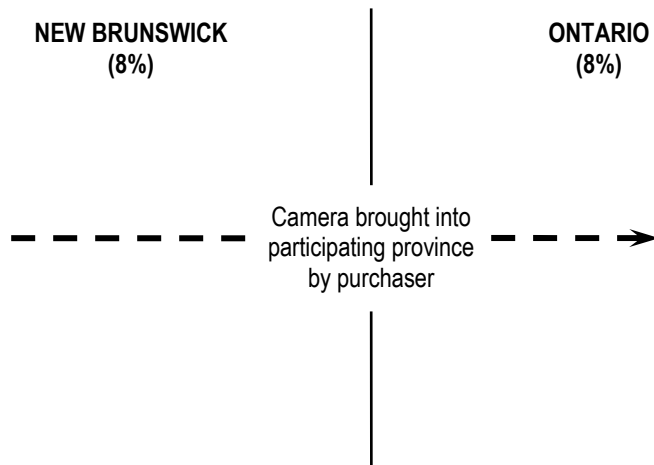 NEW BRUNSWICK
(8%)
ONTARIO
(8%)
Camera brought into
participating province
by purchaser